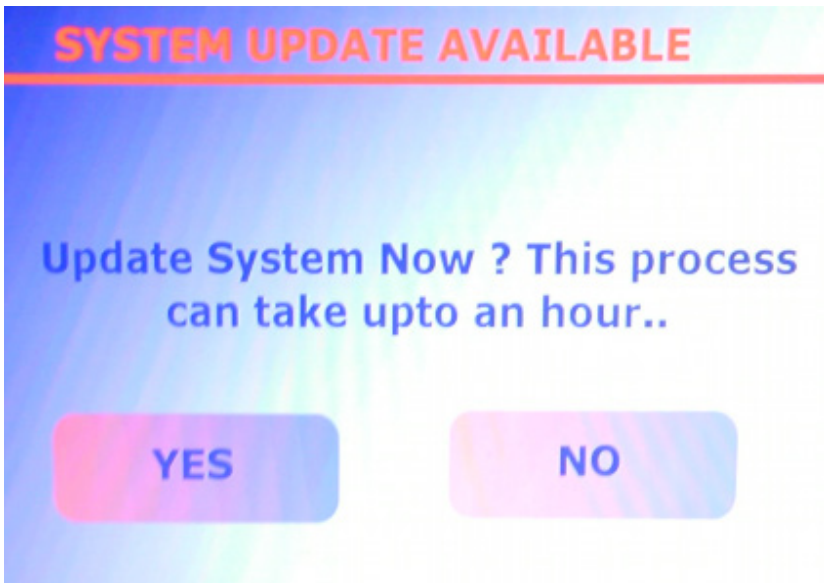 SYSTEM UPDATE AVAILABLE
Update System Now ? This process
can take upto an hour..
YES
NO